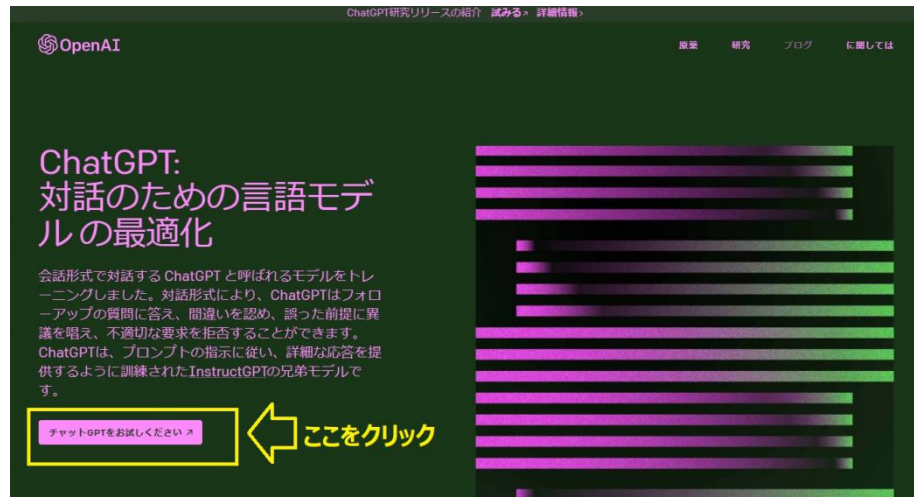 ChatGPT研究リリースの紹介 試みる↗ 詳細情報›
OpenAI
原薬 研究 ブログ に関しては
ChatGPT:
対話のための言語モデ
ル の最適化
会話形式で対話する ChatGPT と呼ばれるモデルをトレ
ーニングしました。対話形式により、ChatGPTはフォロ
ーアップの質問に答え、間違いを認め、誤った前提に異
議を唱え、不適切な要求を拒否することができます。
ChatGPTは、プロンプトの指示に従い、詳細な応答を提
供するように訓練されたInstructGPTの兄弟モデルで
す。
チャットGPTをお試しください ↗
ここをクリック